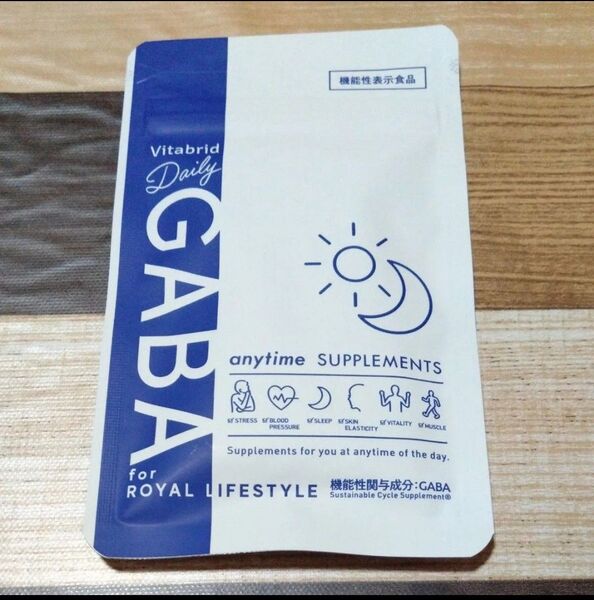 機能性表示食品
Vitabrid
Daily
GABA
for
ROYAL LIFESTYLE
anytime SUPPLEMENTS
STRESS
BLOOD PRESSURE
SLEEP
SKIN ELASTICITY
VITALITY
MUSCLE
Supplements for you at anytime of the day.
機能性関与成分:GABA
Sustainable Cycle Supplement®